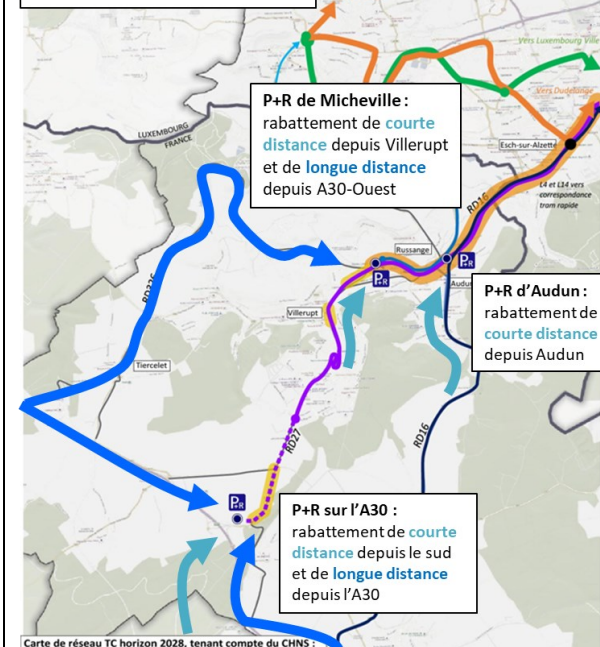 Vers Luxembourg Ville
Vers Dudelange
P+R de Micheville :
rabattement de courte
distance depuis Villerupt
et de longue distance
depuis A30-Ouest
LUXEMBOURG
FRANCE
Esch-sur-Alzette
L4 et L14 vers
correspondance
tram rapide
RD16
Russange
P+R
P+R
Audun
P+R d’Audun :
rabattement de
courte distance
depuis Audun
Villerupt
Tiercelet
RD27
RD16
P+R
P+R sur l’A30 :
rabattement de courte
distance depuis le sud
et de longue distance
depuis l’A30
Carte de réseau TC horizon 2028, tenant compte du CHNS :